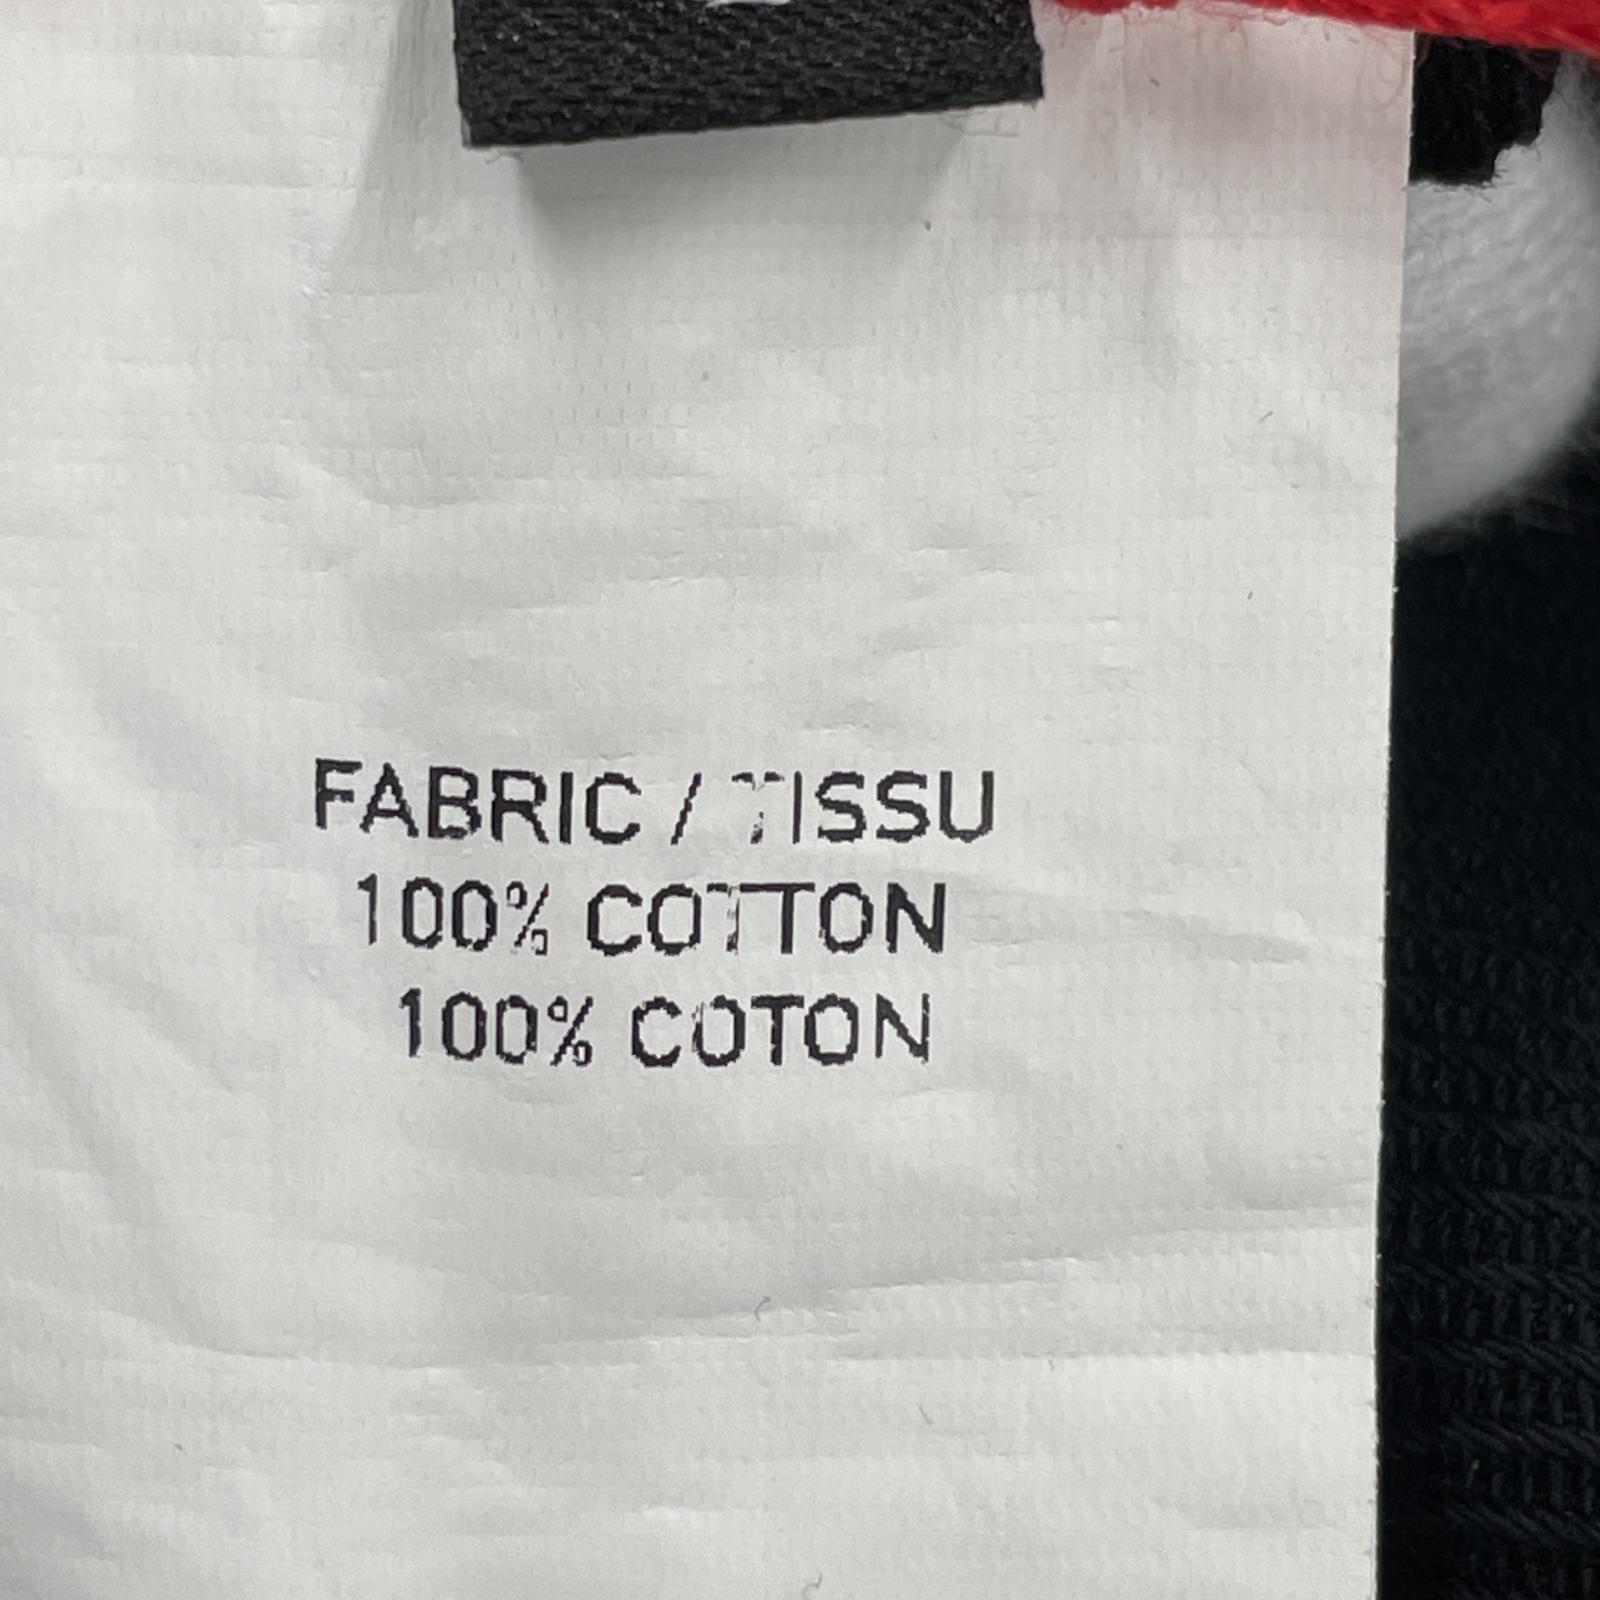 FABRIC / TISSU
100% COTTON
100% COTON